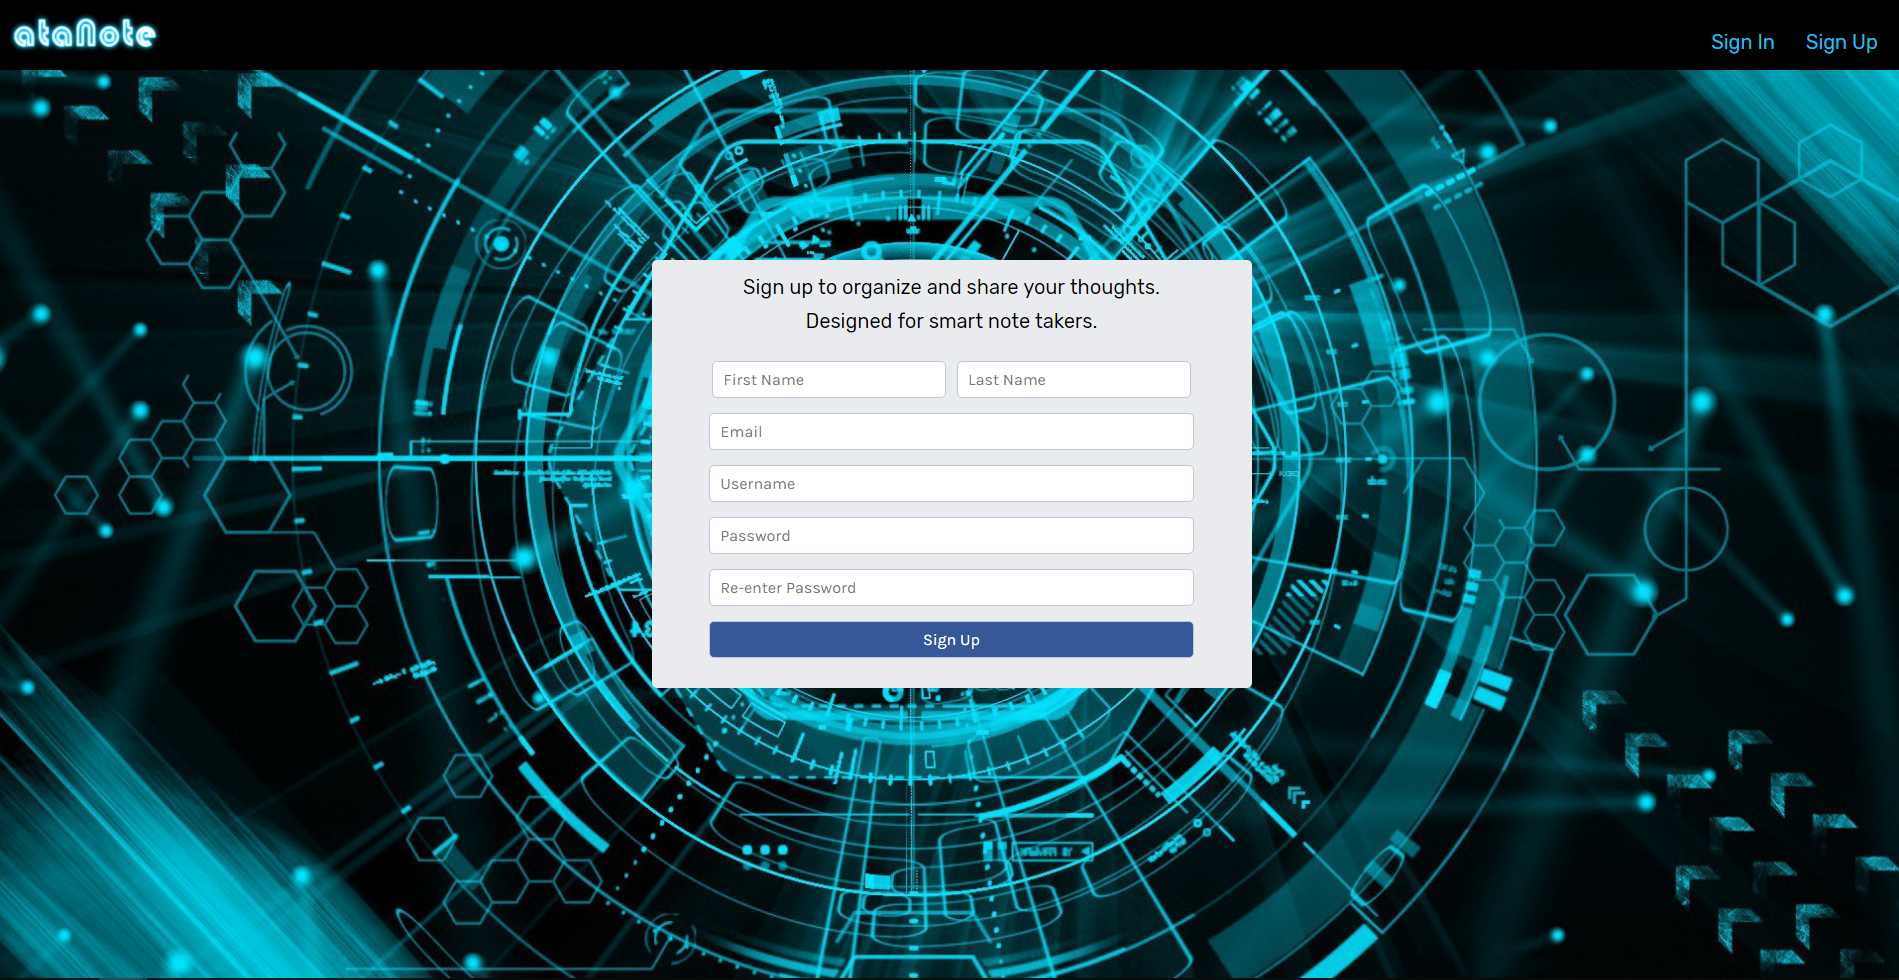 ataNote
Sign In
Sign Up
Sign up to organize and share your thoughts.
Designed for smart note takers.
First Name
Last Name
Email
Username
Password
Re-enter Password
Sign Up